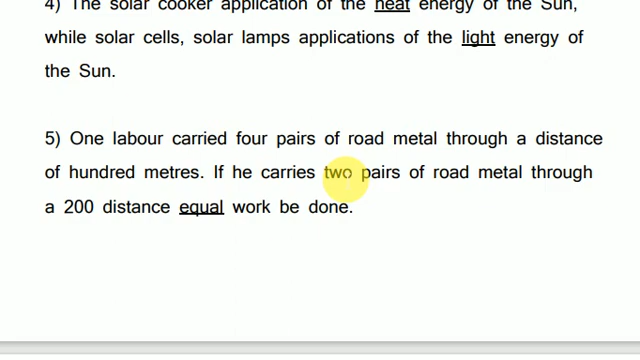 4) The solar cooker application of the heat energy of the Sun,
while solar cells, solar lamps applications of the light energy of
the Sun.
5) One labour carried four pairs of road metal through a distance
of hundred metres. If he carries two pairs of road metal through
a 200 distance equal work be done.